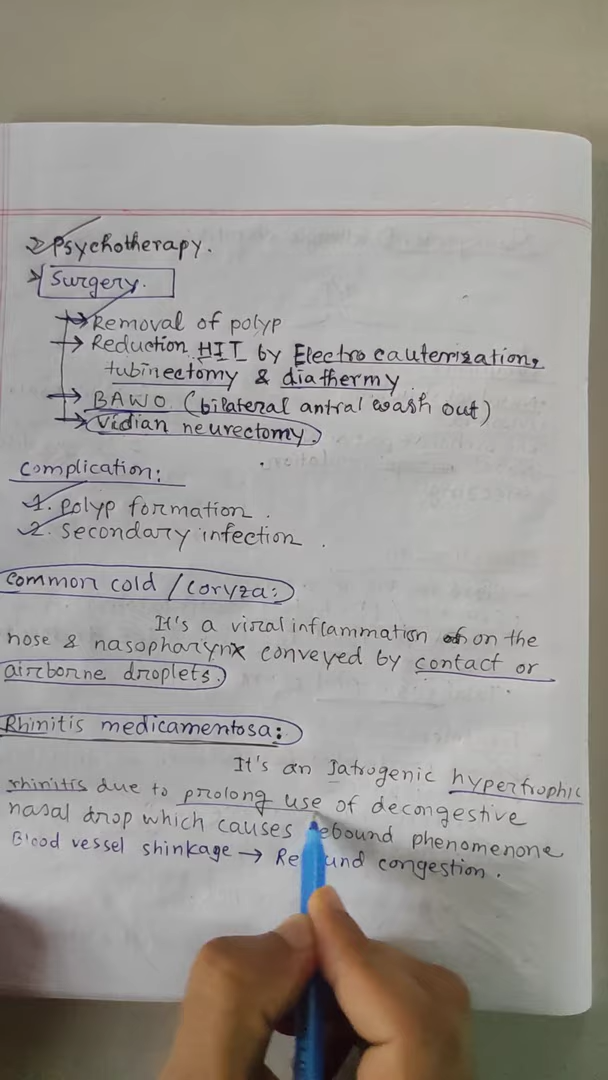 2) Psychotherapy.
Surgery.
→ Removal of polyp
→ Reduction HIT by Electro cauterization,
tubinectomy & diathermy
→ BAWO (bilateral antral wash out)
→ Vidian neurectomy.
Complication:
1. polyp formation.
2. Secondary infection.
Common cold / Coryza:
It's a viral inflammation on the
nose & nasopharynx conveyed by contact or
airborne droplets.
Rhinitis medicamentosa:
It's an Iatrogenic hypertrophic
rhinitis due to prolong use of decongestive
nasal drop which causes rebound phenomenone
Blood vessel shinkage → congestion.